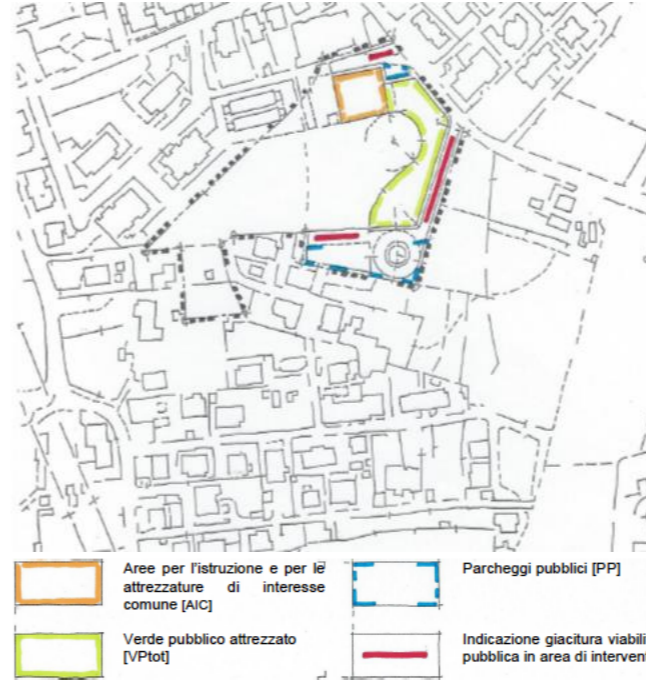 Aree per l'istruzione e per le
attrezzature di interesse
comune [AIC]
Parcheggi pubblici [PP]
Verde pubblico attrezzato
[VPtot]
Indicazione giacitura viabili
pubblica in area di intervent